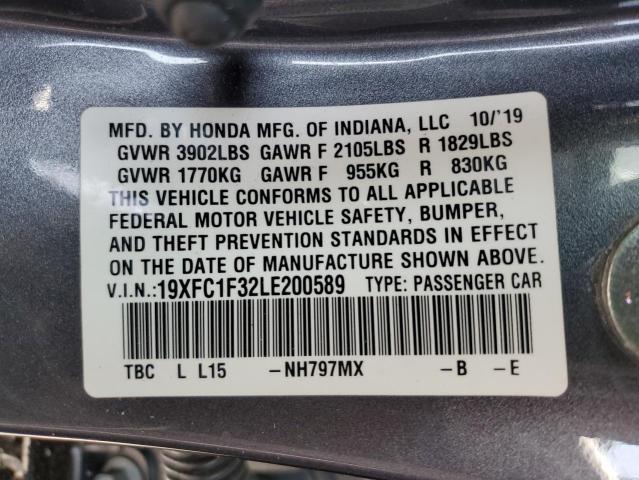 MFD. BY HONDA MFG. OF INDIANA, LLC 10/'19
GVWR 3902LBS GAWR F 2105LBS R 1829LBS
GVWR 1770KG GAWR F 955KG R 830KG
THIS VEHICLE CONFORMS TO ALL APPLICABLE
FEDERAL MOTOR VEHICLE SAFETY, BUMPER,
AND THEFT PREVENTION STANDARDS IN EFFECT
ON THE DATE OF MANUFACTURE SHOWN ABOVE.
V.I.N.:19XFC1F32LE200589 TYPE: PASSENGER CAR
TBC L L15 -NH797MX -B -E